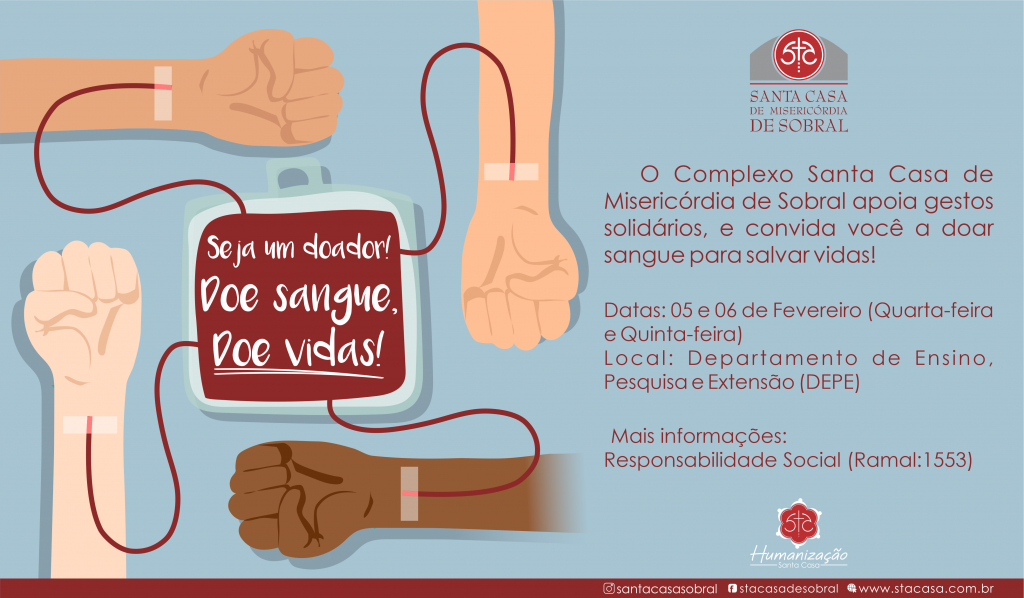 Seja um doador!
Doe sangue,
Doe vidas!
STC
SANTA CASA
DE MISERICÓRDIA
DE SOBRAL
O Complexo Santa Casa de
Misericórdia de Sobral apoia gestos
solidários, e convida você a doar
sangue para salvar vidas!
Datas: 05 e 06 de Fevereiro (Quarta-feira
e Quinta-feira)
Local: Departamento de Ensino,
Pesquisa e Extensão (DEPE)
Mais informações:
Responsabilidade Social (Ramal:1553)
STC
Humanização
Santa Casa
santacasasobral stacasadesobral www.stacasa.com.br